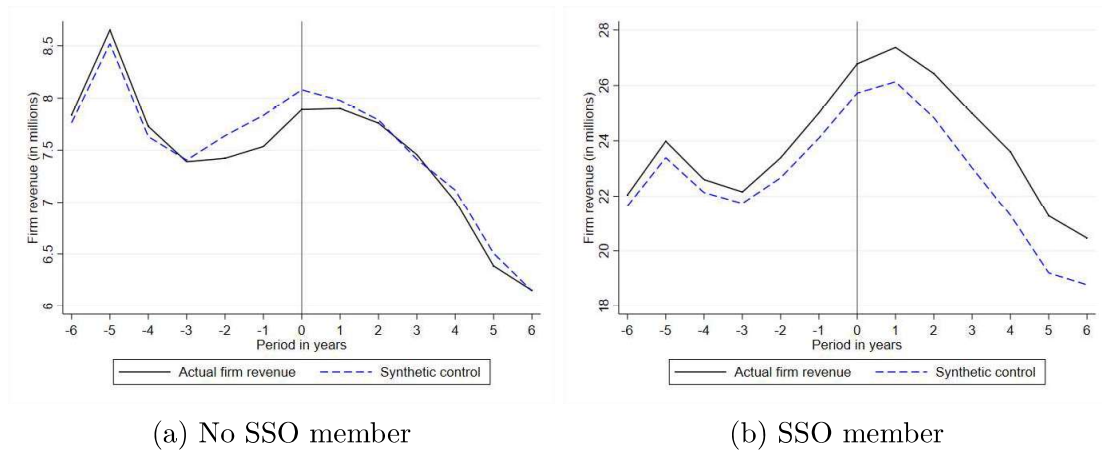 Firm revenue (in millions)
8.5
8
7.5
7
6.5
6
-6 -5 -4 -3 -2 -1 0 1 2 3 4 5 6
Period in years
Actual firm revenue Synthetic control
(a) No SSO member
Firm revenue (in millions)
28
26
24
22
20
18
-6 -5 -4 -3 -2 -1 0 1 2 3 4 5 6
Period in years
Actual firm revenue Synthetic control
(b) SSO member